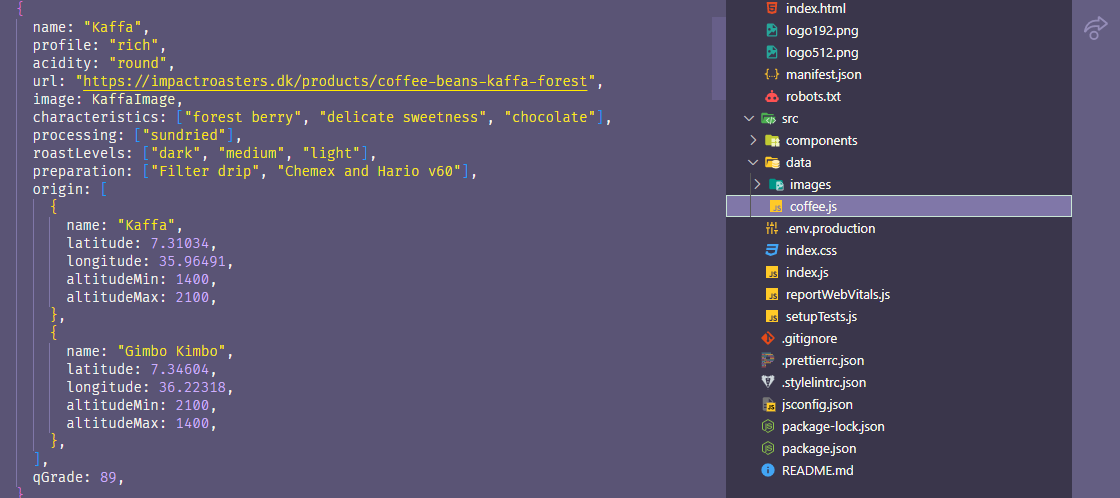 {
name: "Kaffa",
profile: "rich",
acidity: "round",
url: "https://impactroasters.dk/products/coffee-beans-kaffa-forest",
image: KaffaImage,
characteristics: ["forest berry", "delicate sweetness", "chocolate"],
processing: ["sundried"],
roastLevels: ["dark", "medium", "light"],
preparation: ["Filter drip", "Chemex and Hario v60"],
origin: [
{
name: "Kaffa",
latitude: 7.31034,
longitude: 35.96491,
altitudeMin: 1400,
altitudeMax: 2100,
},
{
name: "Gimbo Kimbo",
latitude: 7.34604,
longitude: 36.22318,
altitudeMin: 2100,
altitudeMax: 1400,
},
],
qGrade: 89,
}
index.html
logo192.png
logo512.png
manifest.json
robots.txt
src
components
data
images
JS coffee.js
.env.production
index.css
JS index.js
JS reportWebVitals.js
JS setupTests.js
.gitignore
.prettierrc.json
.stylelintrc.json
jsconfig.json
package-lock.json
package.json
README.md